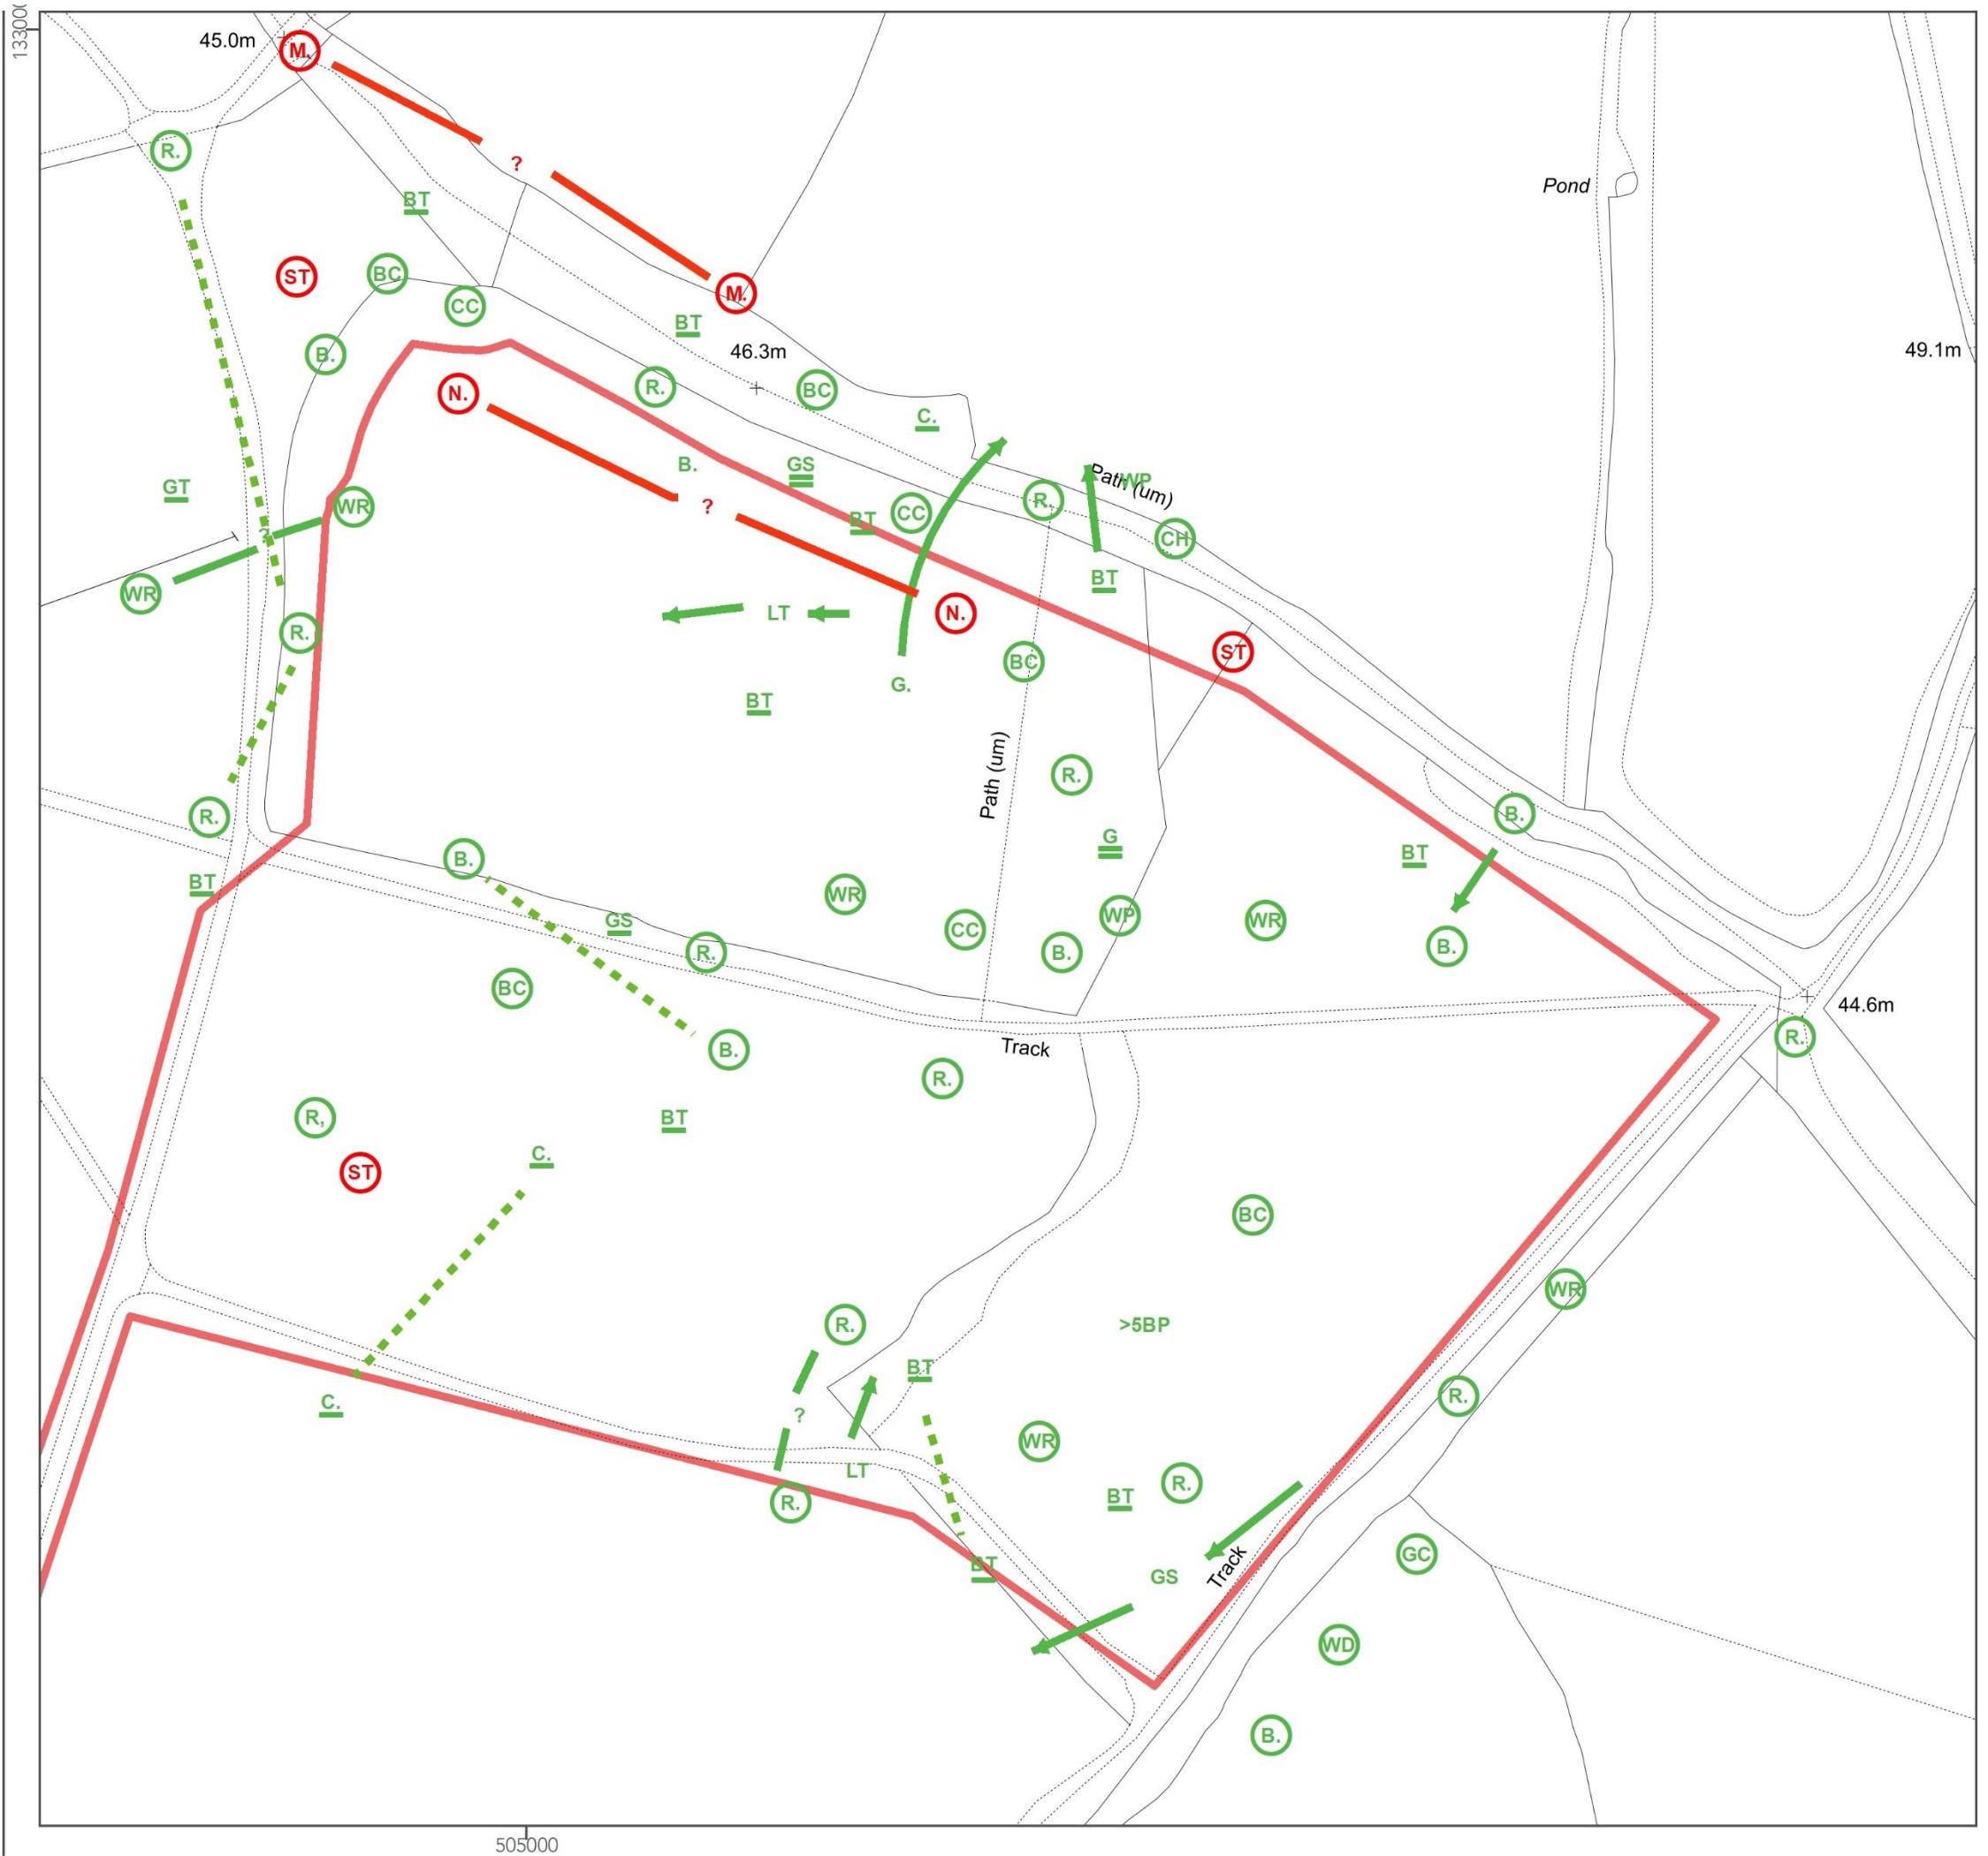 13300
45.0m
M.
R.
?
BT
Pond
ST
BC
M.
CC
BT
46.3m
49.1m
B.
N.
R.
BC
C.
B.
GS
GT
WR
?
BT
CC
R.
WP
Path (um)
CH
?
WR
BT
LT
N.
R.
G.
BC
ST
BT
Path (um)
R.
R.
B.
G
BT
B.
BT
WR
GS
CC
WP
WR
B.
R.
B.
BC
44.6m
R.
Track
B.
R.
R,
BT
C.
ST
BC
WR
R.
>5BP
BT
R.
C.
?
WR
LT
R.
R.
BT
GC
BT
GS
Track
WD
B.
505000